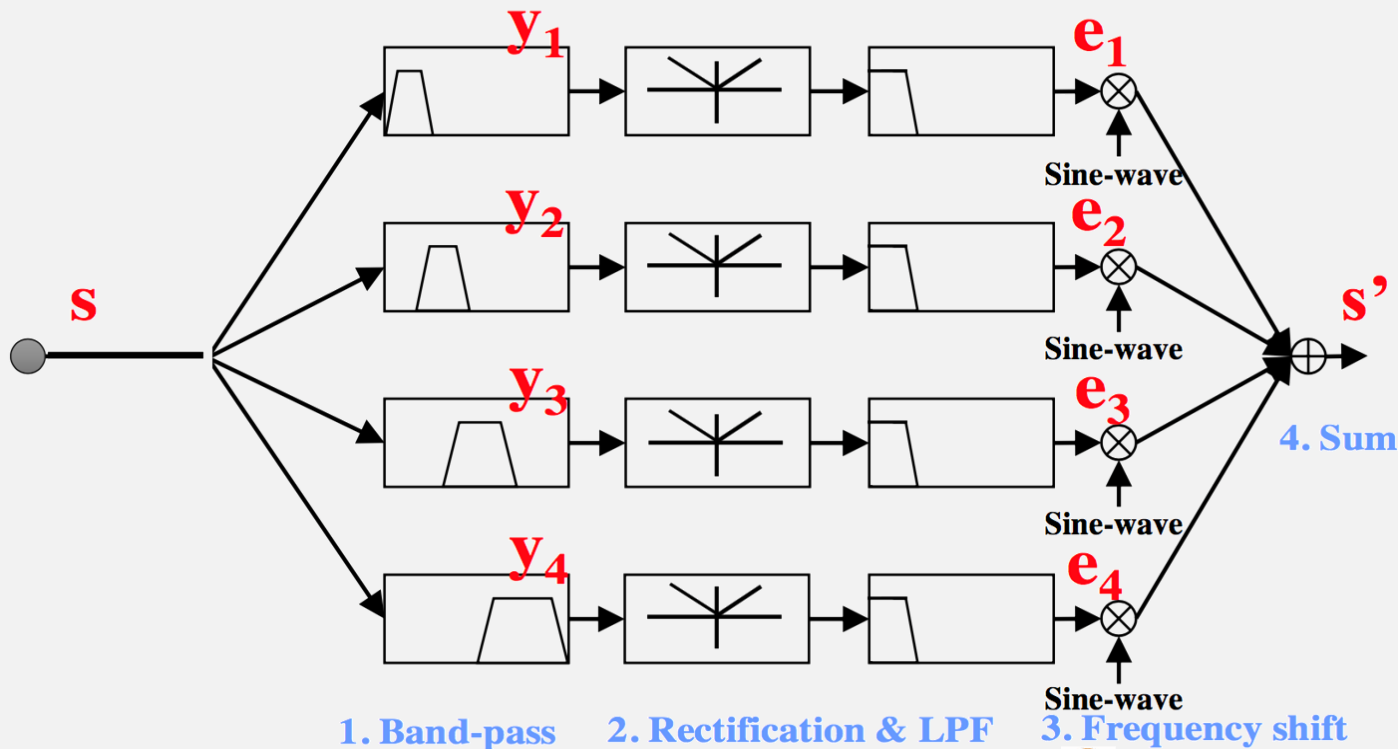 y1
e1
Sine-wave
y2
e2
s
s’
Sine-wave
y3
e3
4. Sum
Sine-wave
y4
e4
Sine-wave
1. Band-pass
2. Rectification & LPF
3. Frequency shift